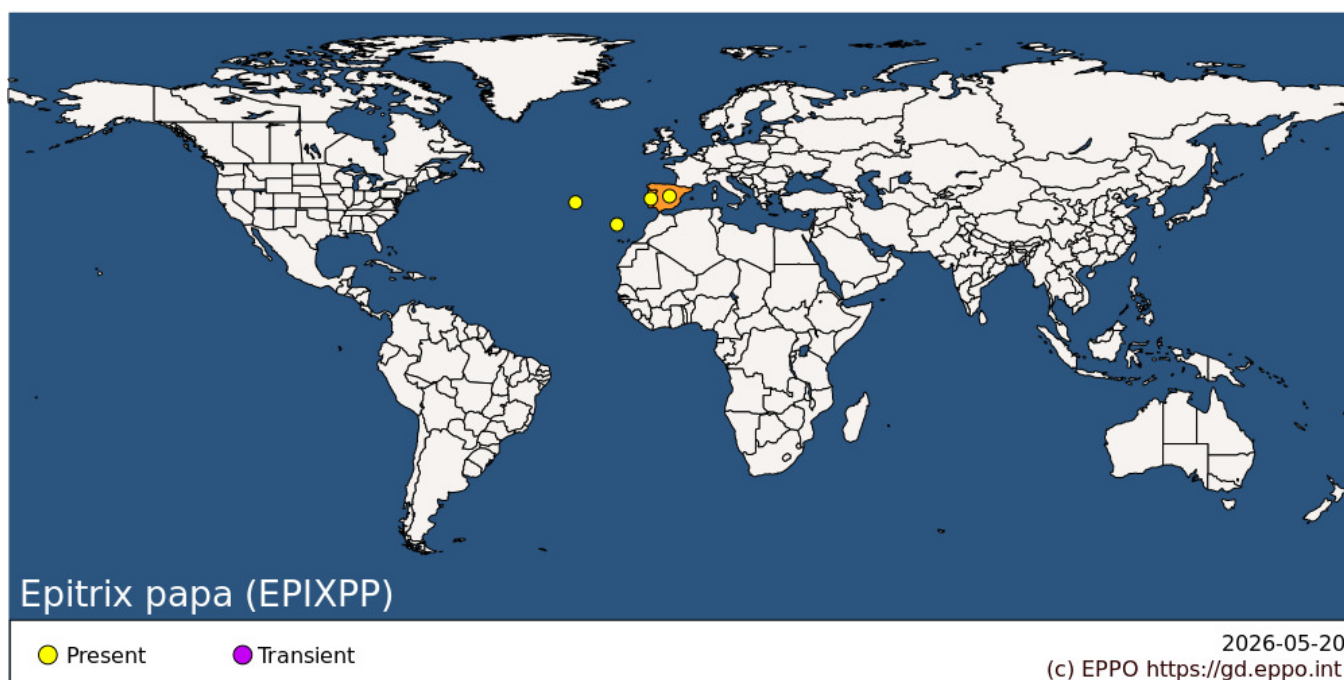 Epitrix papa (EPIXPP)
Present
Transient
2026-05-20
(c) EPPO https://gd.eppo.int